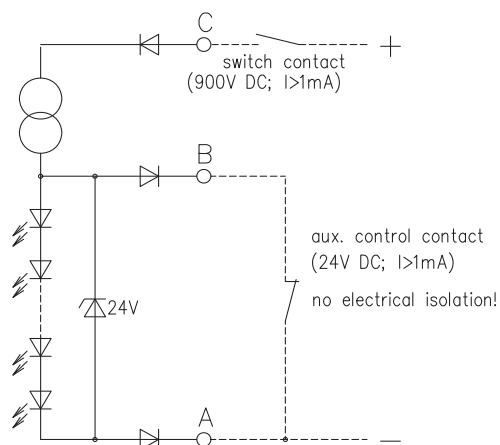 C
+
switch contact
(900V DC; I>1mA)
B
aux. control contact
(24V DC; I>1mA)
24V
no electrical isolation!
A
−